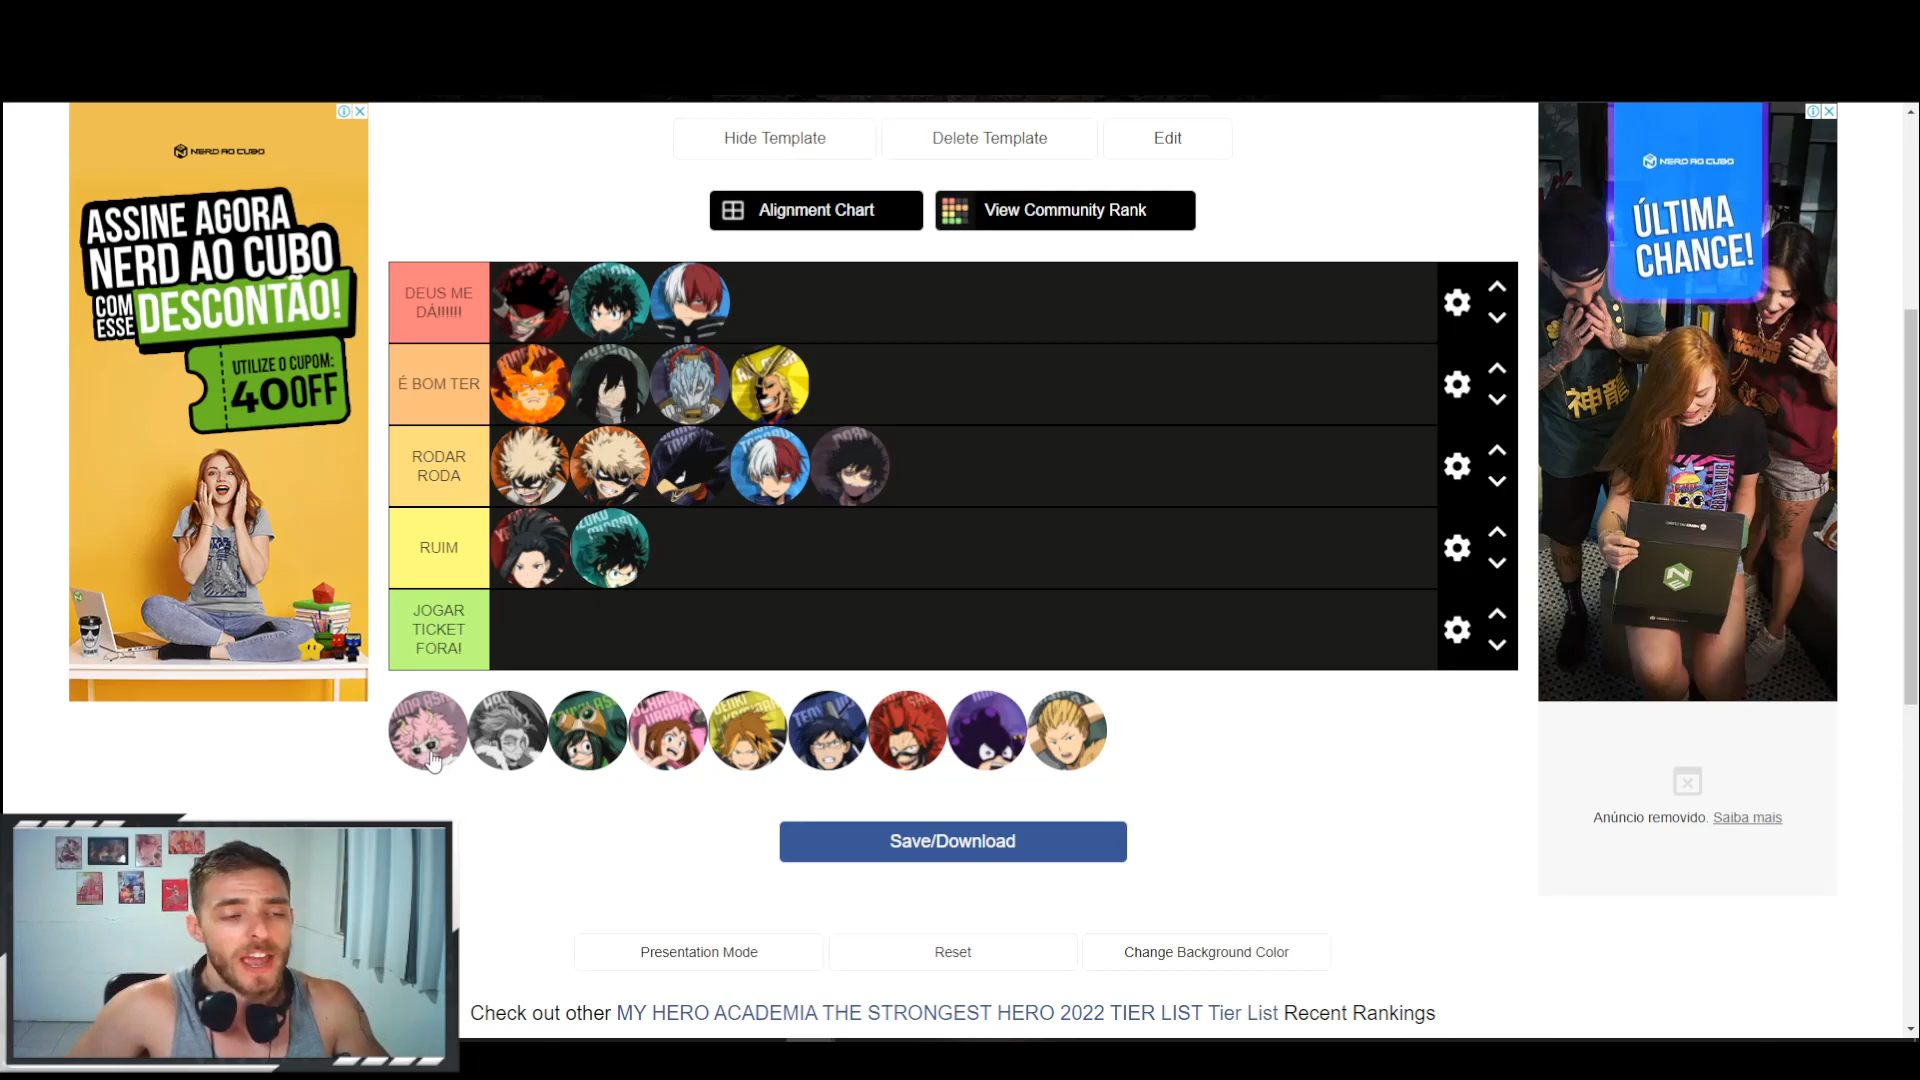 Hide Template
Delete Template
Edit
Alignment Chart
View Community Rank
NERD AO CUBO
ASSINE AGORA
NERD AO CUBO
COM ESSE DESCONTÃO!
UTILIZE O CUPOM:
40OFF
NERD AO CUBO
ÚLTIMA
CHANCE!
DEUS ME
DÁ!!!!!!
É BOM TER
RODAR
RODA
RUIM
JOGAR
TICKET
FORA!
Anúncio removido. Saiba mais
Save/Download
Presentation Mode
Reset
Change Background Color
Check out other MY HERO ACADEMIA THE STRONGEST HERO 2022 TIER LIST Tier List Recent Rankings